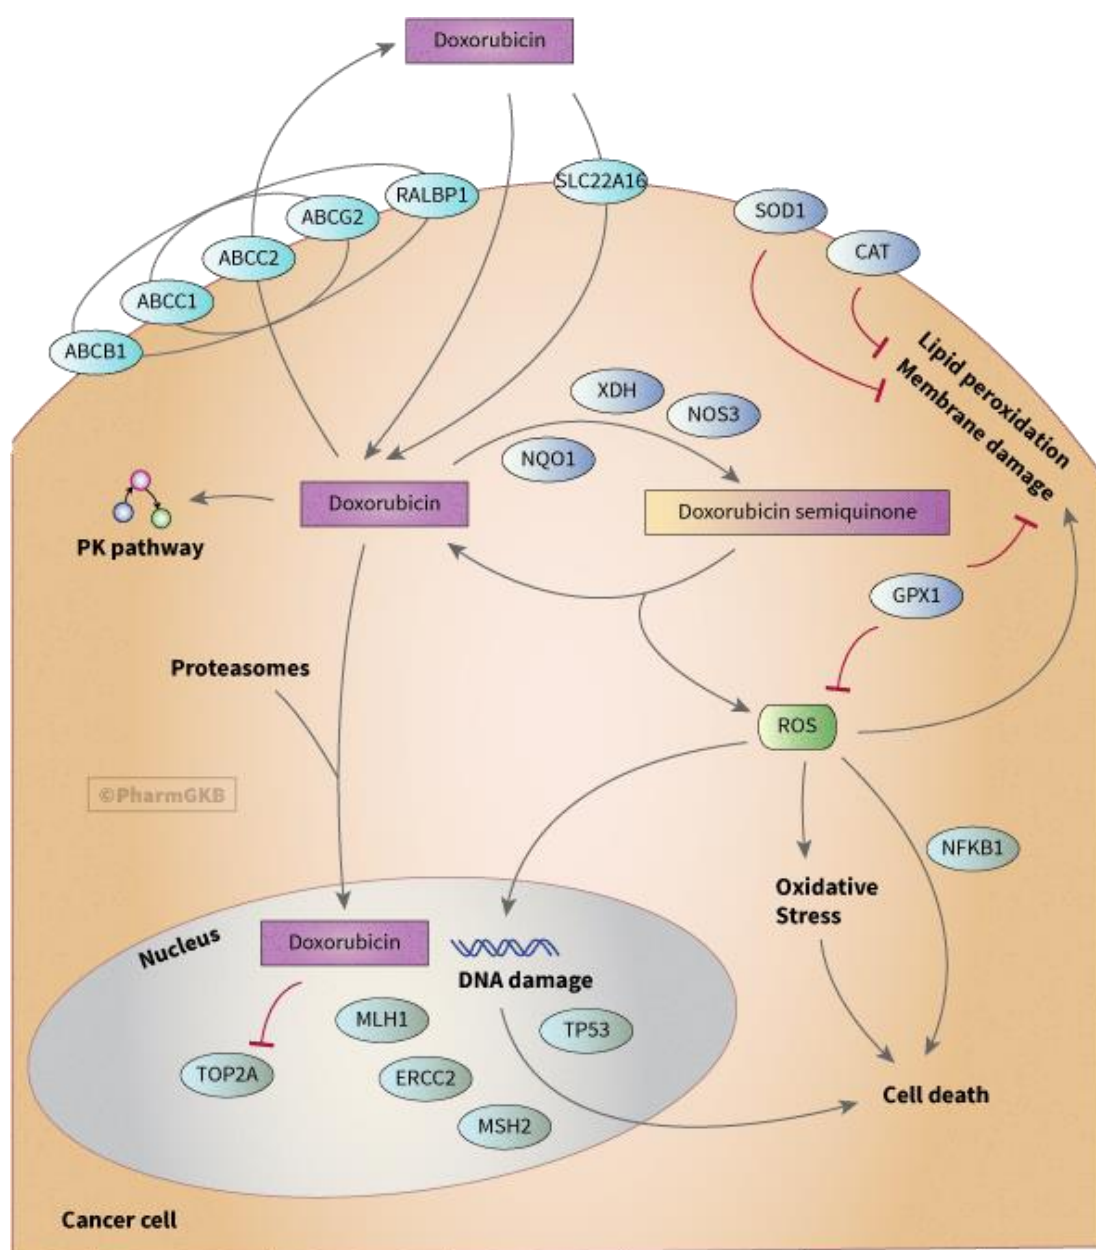 Doxorubicin
RALBP1
SLC22A16
ABCG2
SOD1
ABCC2
CAT
ABCC1
ABCB1
Lipid peroxidation
Membrane damage
XDH
NOS3
NQO1
Doxorubicin
Doxorubicin semiquinone
PK pathway
GPX1
Proteasomes
ROS
©PharmGKB
NFKB1
Oxidative
Stress
Nucleus
Doxorubicin
DNA damage
MLH1
TP53
TOP2A
ERCC2
MSH2
Cell death
Cancer cell